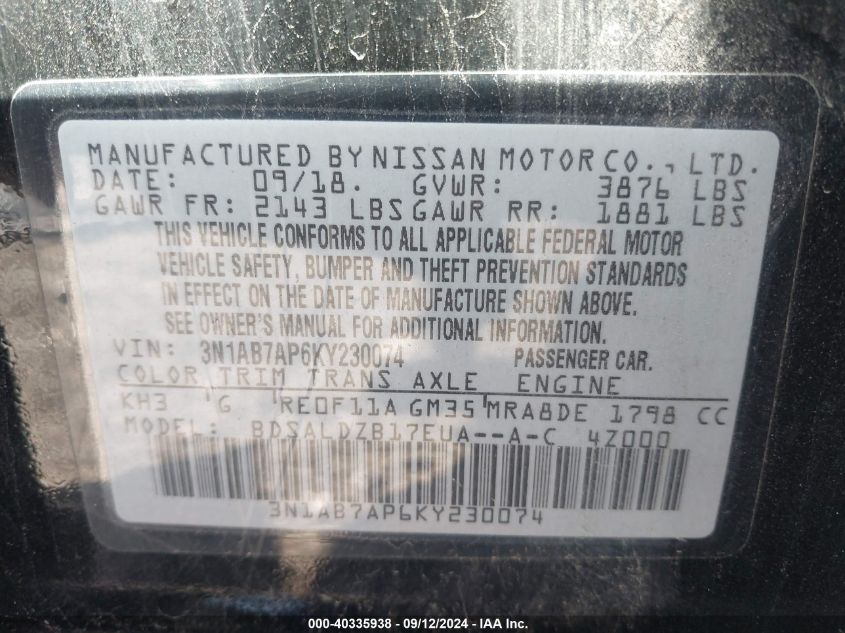 MANUFACTURED BY NISSAN MOTOR CO., LTD.
DATE: 09/18. GVWR: 3876 LBS
GAWR FR: 2143 LBS GAWR RR: 1881 LBS
THIS VEHICLE CONFORMS TO ALL APPLICABLE FEDERAL MOTOR
VEHICLE SAFETY, BUMPER AND THEFT PREVENTION STANDARDS
IN EFFECT ON THE DATE OF MANUFACTURE SHOWN ABOVE.
SEE OWNER'S MANUAL FOR ADDITIONAL INFORMATION.
VIN: 3N1AB7AP6KY230074 PASSENGER CAR.
COLOR TRIM TRANS AXLE ENGINE
KH3 G RE0F11A GM35 MRA8DE 1798 CC
MODEL: BDSALDZB17EUA--A-C 4Z000
3N1AB7AP6KY230074
000-40335938 - 09/12/2024 - IAA Inc.